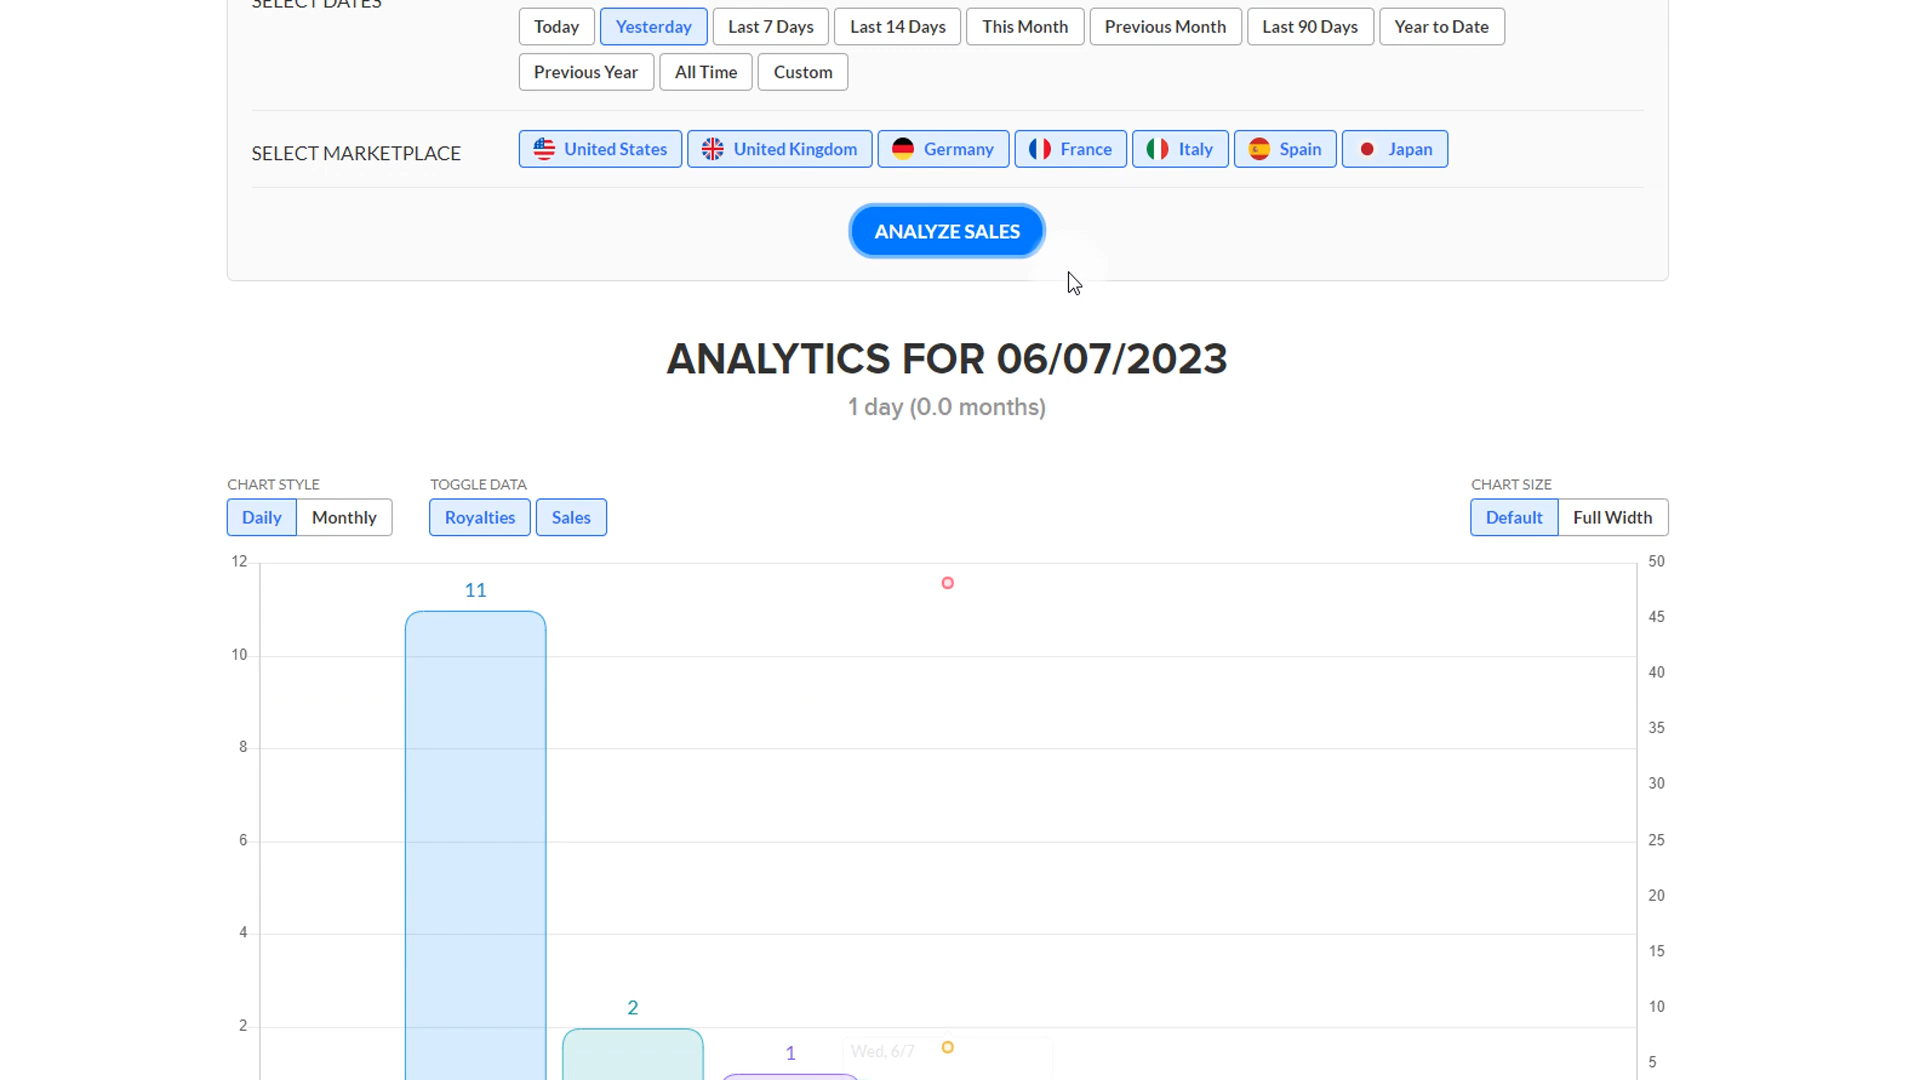 SELECT DATES
Today Yesterday Last 7 Days Last 14 Days This Month Previous Month Last 90 Days Year to Date
Previous Year All Time Custom
SELECT MARKETPLACE United States United Kingdom Germany France Italy Spain Japan
ANALYZE SALES
ANALYTICS FOR 06/07/2023
1 day (0.0 months)
CHART STYLE TOGGLE DATA CHART SIZE
Daily Monthly Royalties Sales Default Full Width
12 50
11
45
10 40
8 35
30
6 25
20
4 15
2 10
2
1 Wed, 6/7
5